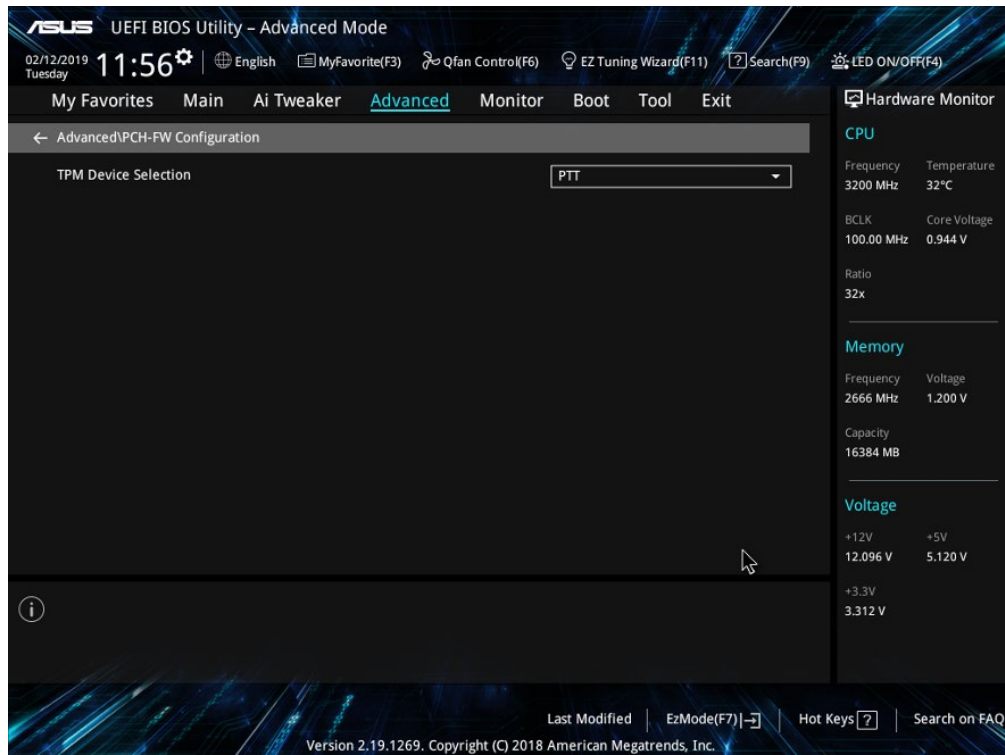 ASUS UEFI BIOS Utility – Advanced Mode
02/12/2019 Tuesday 11:56 English MyFavorite(F3) Qfan Control(F6) EZ Tuning Wizard(F11) ? Search(F9) LED ON/OFF(F4)
My Favorites Main Ai Tweaker Advanced Monitor Boot Tool Exit
Hardware Monitor
← Advanced\PCH-FW Configuration
TPM Device Selection PTT
CPU
Frequency Temperature
3200 MHz 32°C
BCLK Core Voltage
100.00 MHz 0.944 V
Ratio
32x
Memory
Frequency Voltage
2666 MHz 1.200 V
Capacity
16384 MB
Voltage
+12V +5V
12.096 V 5.120 V
+3.3V
3.312 V
i
Last Modified EzMode(F7) Hot Keys ? Search on FAQ
Version 2.19.1269. Copyright (C) 2018 American Megatrends, Inc.